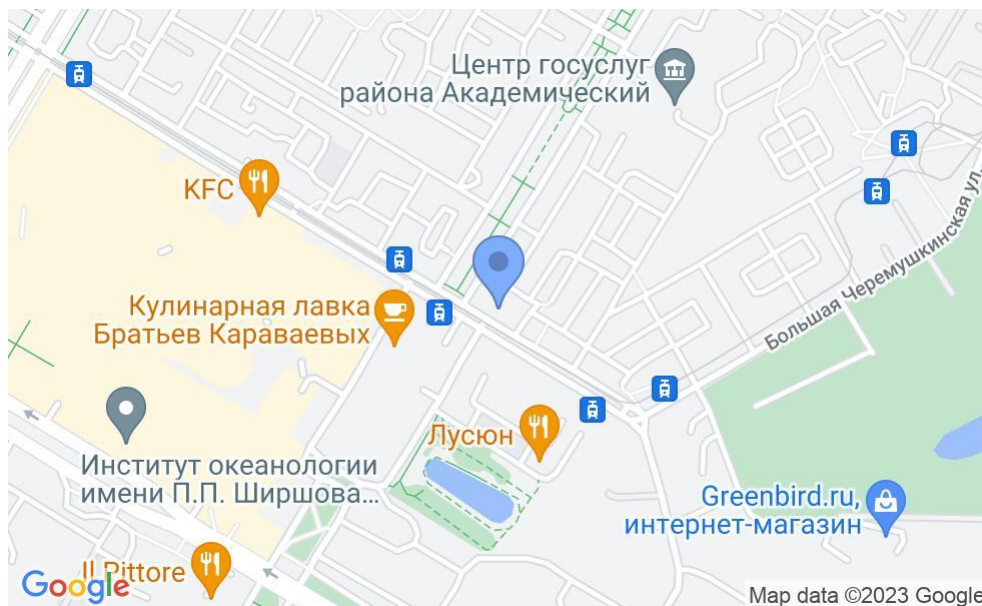 Центр госуслуг
района Академический
KFC
Кулинарная лавка
Братьев Караваевых
Большая Черемушкинская ул.
Лусюн
Институт океанологии
имени П.П. Ширшова...
Greenbird.ru,
интернет-магазин
Il Pittore
Google
Map data ©2023 Google